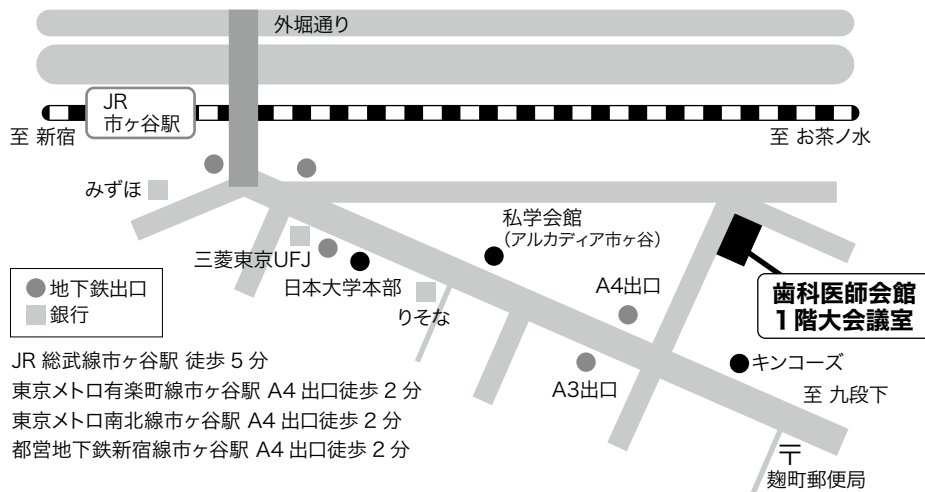 外堀通り
JR
市ヶ谷駅
至 新宿
至 お茶ノ水
みずほ
私学会館
(アルカディア市ヶ谷)
三菱東京UFJ
日本大学本部
りそな
A4出口
歯科医師会館
1階大会議室
地下鉄出口
銀行
A3出口
キンコーズ
至 九段下
JR 総武線市ヶ谷駅 徒歩 5 分
東京メトロ有楽町線市ヶ谷駅 A4 出口徒歩 2 分
東京メトロ南北線市ヶ谷駅 A4 出口徒歩 2 分
都営地下鉄新宿線市ヶ谷駅 A4 出口徒歩 2 分
〒
麹町郵便局